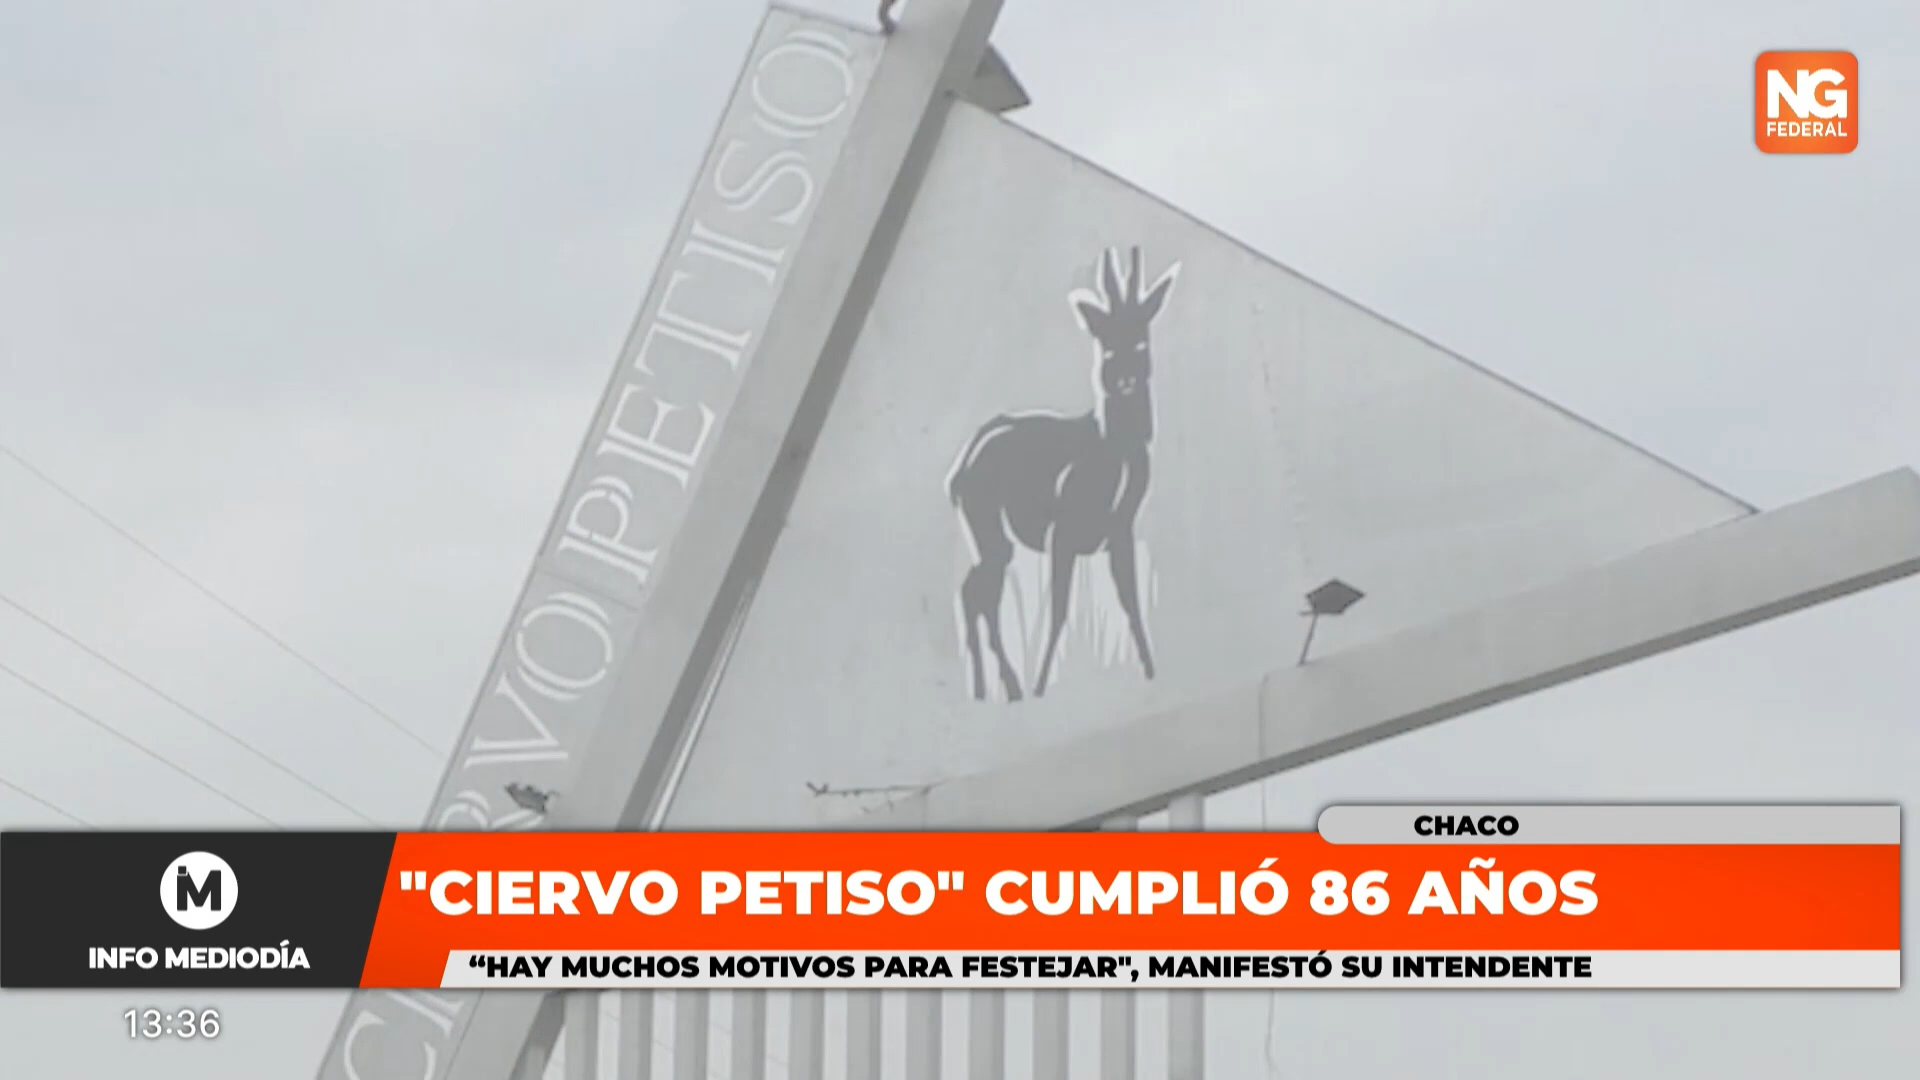 CIERVO PETISO
NG
FEDERAL
CHACO
"CIERVO PETISO" CUMPLIÓ 86 AÑOS
“HAY MUCHOS MOTIVOS PARA FESTEJAR", MANIFESTÓ SU INTENDENTE
M
INFO MEDIODÍA
13:36